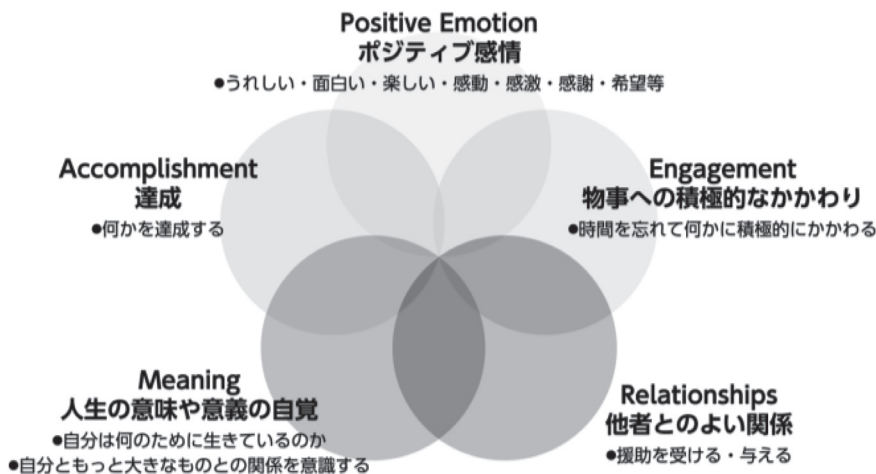 Positive Emotion
ポジティブ感情
●うれしい・面白い・楽しい・感動・感激・感謝・希望等
Accomplishment
達成
●何かを達成する
Engagement
物事への積極的なかかわり
●時間を忘れて何かに積極的にかかわる
Meaning
人生の意味や意義の自覚
●自分は何のために生きているのか
●自分ともっと大きなものとの関係を意識する
Relationships
他者とのよい関係
●援助を受ける・与える